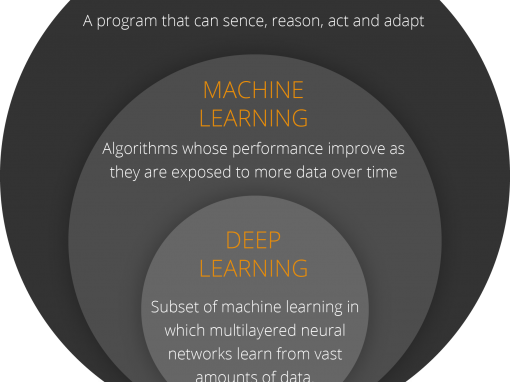 A program that can sence, reason, act and adapt
MACHINE
LEARNING
Algorithms whose performance improve as
they are exposed to more data over time
DEEP
LEARNING
Subset of machine learning in
which multilayered neural
networks learn from vast
amounts of data